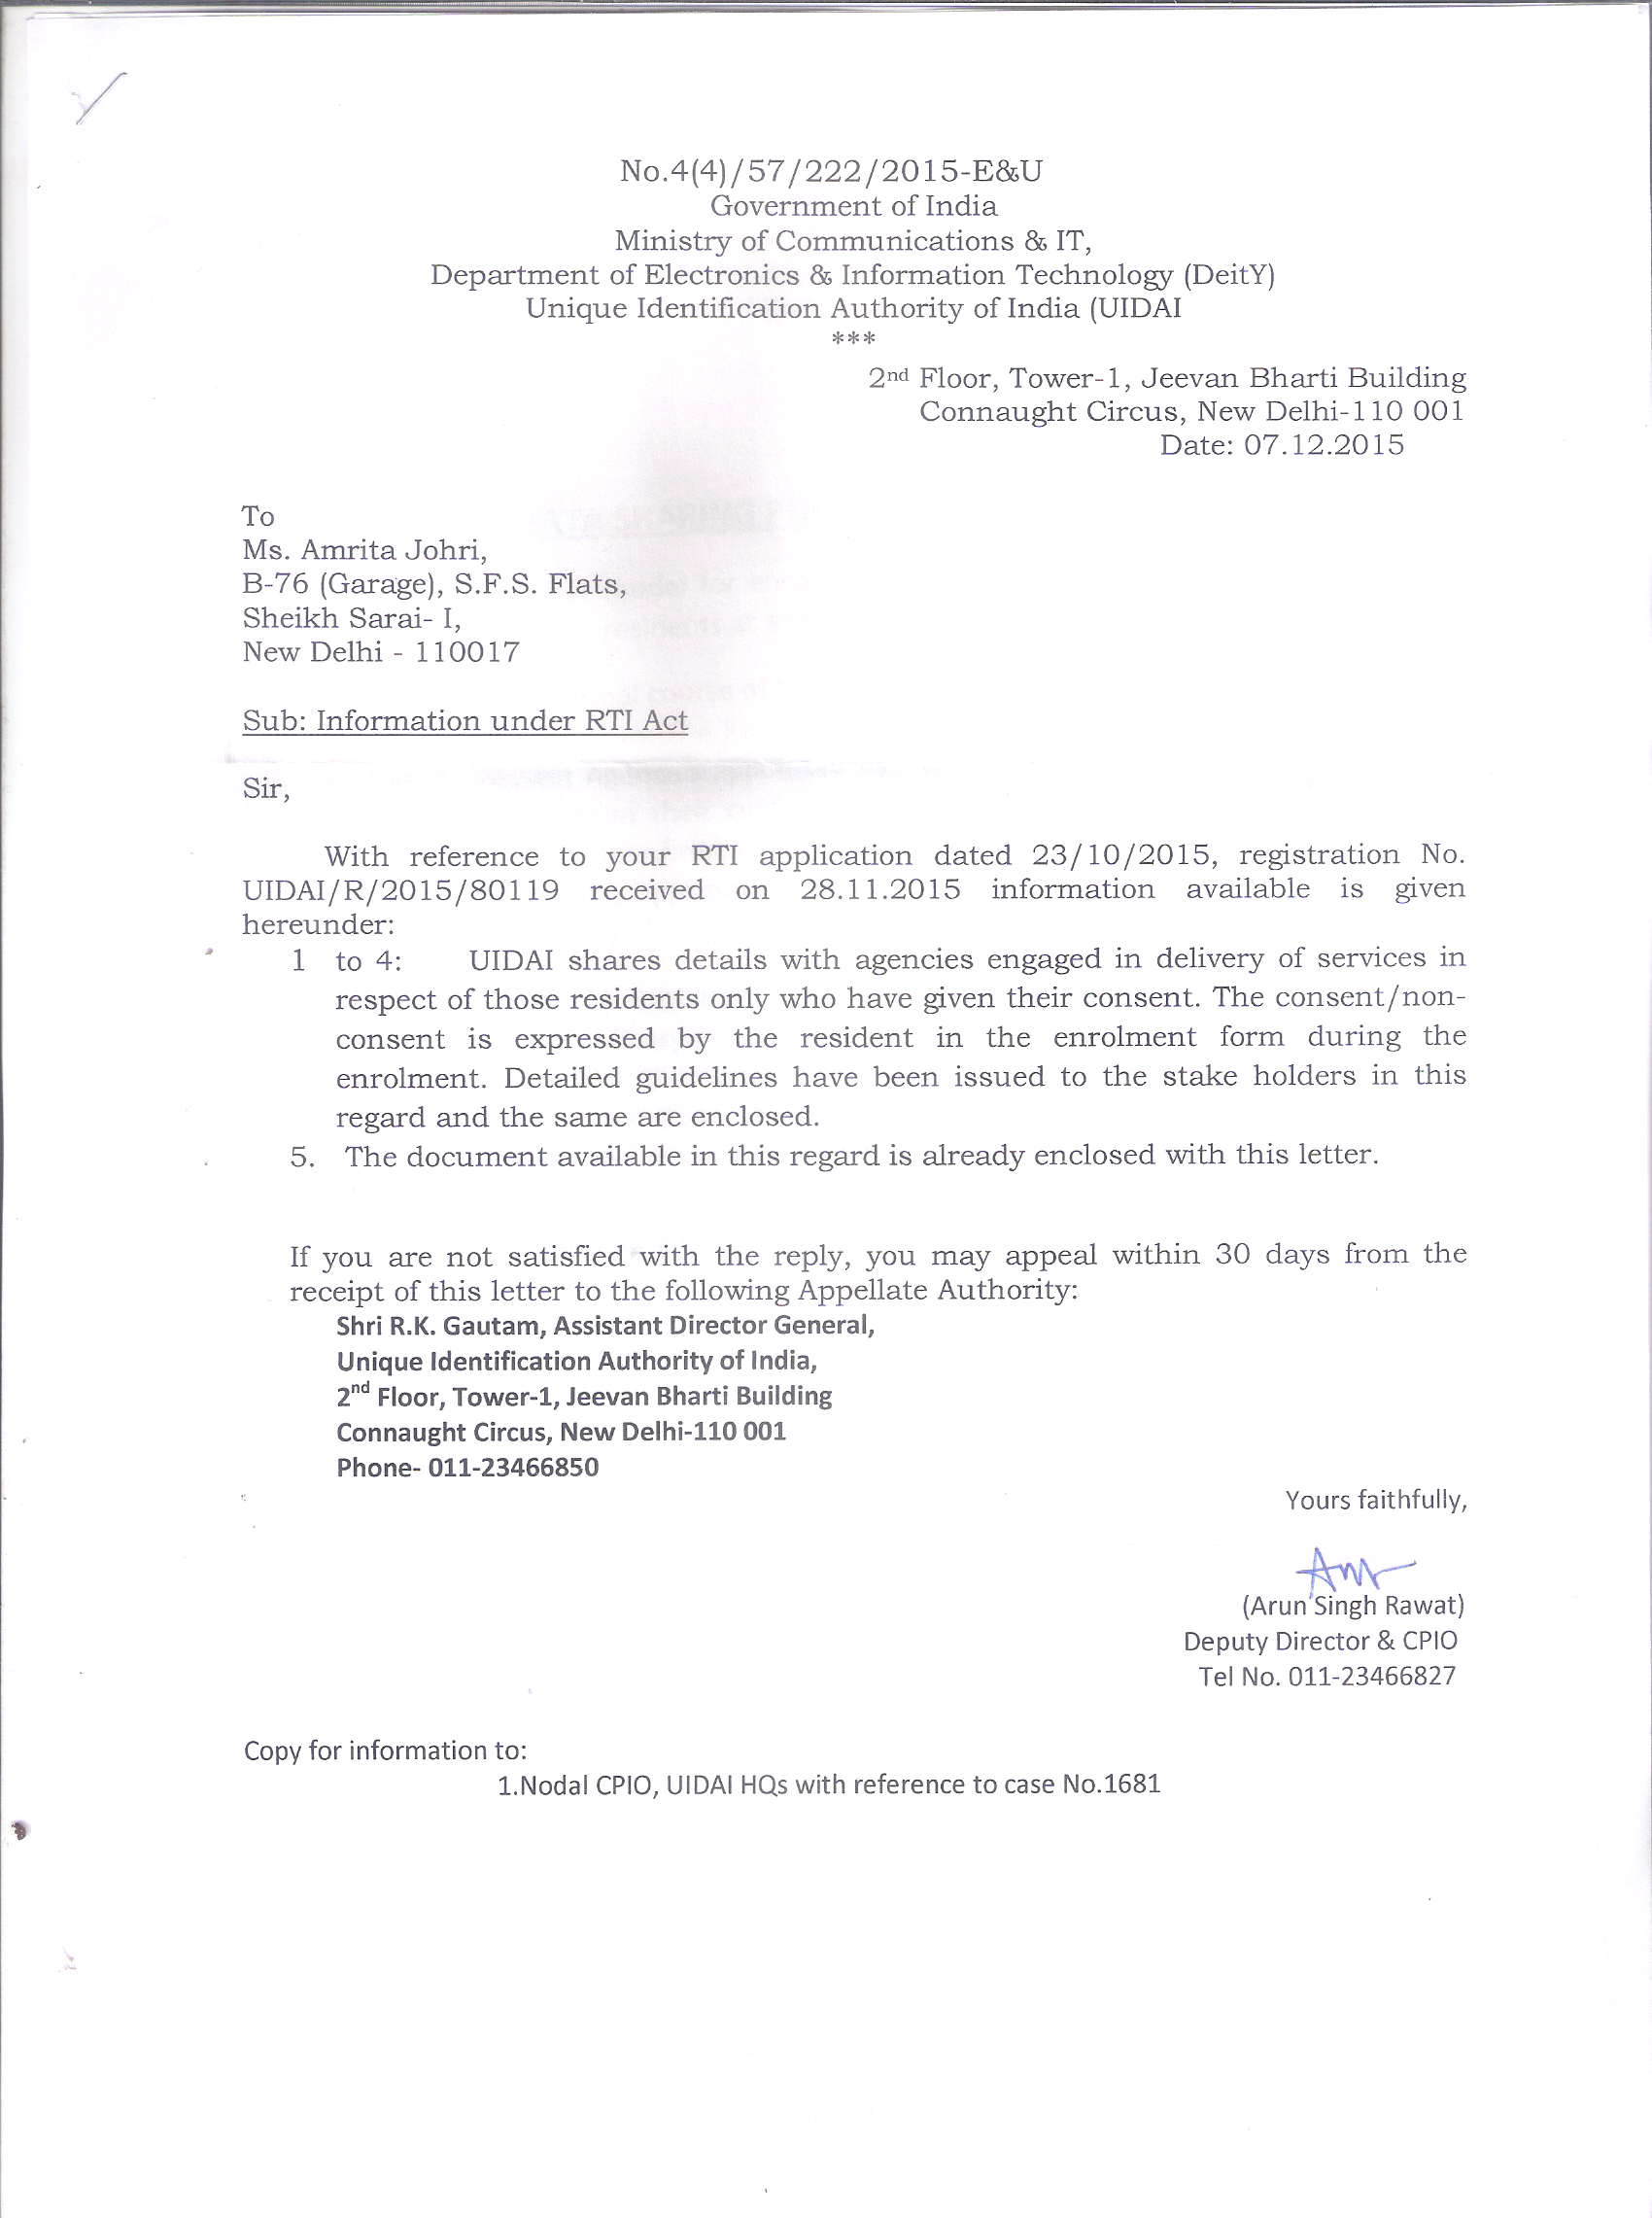 No.4(4)/57/222/2015-E&U
Government of India
Ministry of Communications & IT,
Department of Electronics & Information Technology (DeitY)
Unique Identification Authority of India (UIDAI
***
2nd Floor, Tower-1, Jeevan Bharti Building
Connaught Circus, New Delhi-110 001
Date: 07.12.2015
To
Ms. Amrita Johri,
B-76 (Garage), S.F.S. Flats,
Sheikh Sarai- I,
New Delhi - 110017
Sub: Information under RTI Act
Sir,
With reference to your RTI application dated 23/10/2015, registration No.
UIDAI/R/2015/80119 received on 28.11.2015 information available is given
hereunder:
1 to 4: UIDAI shares details with agencies engaged in delivery of services in
respect of those residents only who have given their consent. The consent/non-
consent is expressed by the resident in the enrolment form during the
enrolment. Detailed guidelines have been issued to the stake holders in this
regard and the same are enclosed.
5. The document available in this regard is already enclosed with this letter.
If you are not satisfied with the reply, you may appeal within 30 days from the
receipt of this letter to the following Appellate Authority:
Shri R.K. Gautam, Assistant Director General,
Unique Identification Authority of India,
2nd Floor, Tower-1, Jeevan Bharti Building
Connaught Circus, New Delhi-110 001
Phone- 011-23466850
Yours faithfully,
(Arun Singh Rawat)
Deputy Director & CPIO
Tel No. 011-23466827
Copy for information to:
1.Nodal CPIO, UIDAI HQs with reference to case No.1681